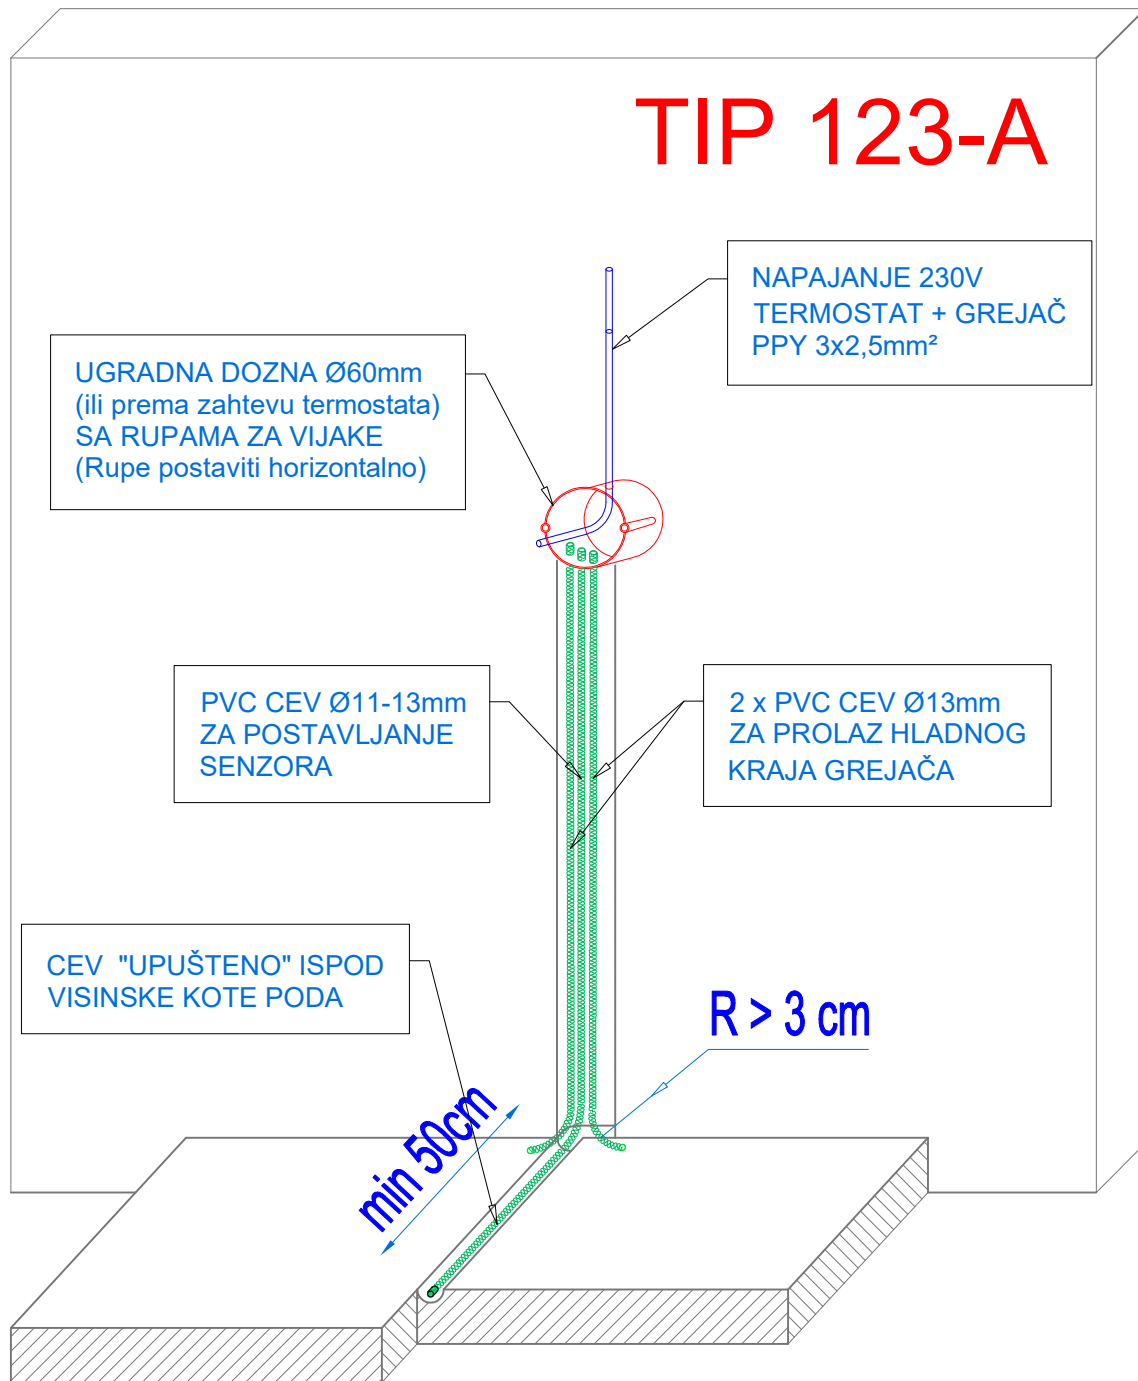 TIP 123-A
NAPAJANJE 230V
TERMOSTAT + GREJAČ
PPY 3x2,5mm²
UGRADNA DOZNA Ø60mm
(ili prema zahtevu termostata)
SA RUPAMA ZA VIJAKE
(Rupe postaviti horizontalno)
PVC CEV Ø11-13mm
ZA POSTAVLJANJE
SENZORA
2 x PVC CEV Ø13mm
ZA PROLAZ HLADNOG
KRAJA GREJAČA
CEV "UPUŠTENO" ISPOD
VISINSKE KOTE PODA
R > 3 cm
min 50cm